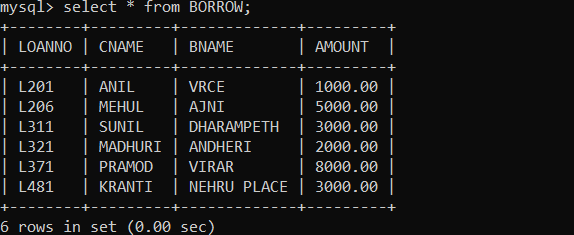 mysql> select * from BORROW;
+--------+---------+-------------+---------+
| LOANNO | CNAME   | BNAME       | AMOUNT  |
+--------+---------+-------------+---------+
| L201   | ANIL    | VRCE        | 1000.00 |
| L206   | MEHUL   | AJNI        | 5000.00 |
| L311   | SUNIL   | DHARAMPETH  | 3000.00 |
| L321   | MADHURI | ANDHERI     | 2000.00 |
| L371   | PRAMOD  | VIRAR       | 8000.00 |
| L481   | KRANTI  | NEHRU PLACE | 3000.00 |
+--------+---------+-------------+---------+
6 rows in set (0.00 sec)